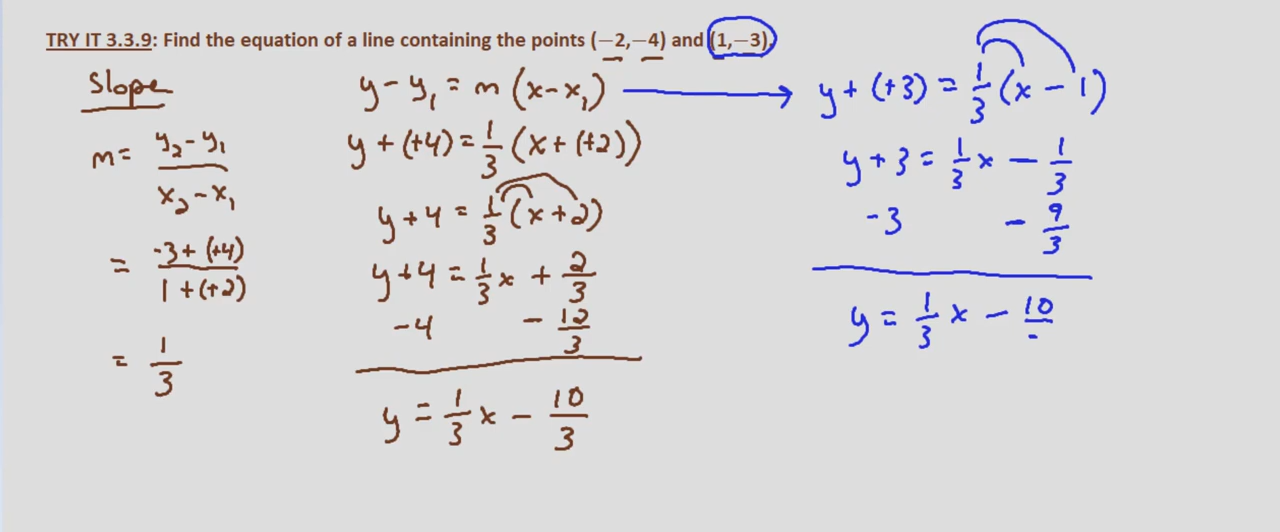 TRY IT 3.3.9: Find the equation of a line containing the points (−2,−4) and (1,−3).
Slope
m = y₂ − y₁ / x₂ − x₁
= -3 + (+4) / 1 + (+2)
= 1/3
y − y₁ = m (x − x₁)
y + (+4) = 1/3 (x + (+2))
y + 4 = 1/3 (x + 2)
y + 4 = 1/3 x + 2/3
−4 − 12/3
y = 1/3 x − 10/3
y + (+3) = 1/3 (x − 1)
y + 3 = 1/3 x − 1/3
-3 − 9/3
y = 1/3 x − 10